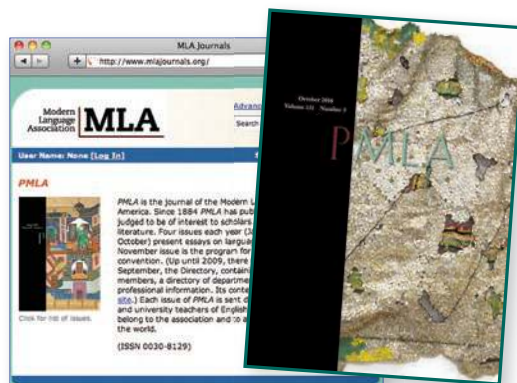 MLA Journals
http://www.mlajournals.org/
Modern
Language
Association
MLA
Advanc
Search
User Name: None [Log In]
PMLA
PMLA is the journal of the Modern L
America. Since 1884 PMLA has pub
judged to be of interest to scholars
literature. Four issues each year (Ja
October) present essays on languag
November issue is the program for
convention. (Up until 2009, there
September, the Directory, contain
members, a directory of departme
professional information. Its conte
site.) Each issue of PMLA is sent d
and university teachers of English
belong to the association and to a
the world.
(ISSN 0030-8129)
Click for list of issues.
October 2016
Volume 131 Number 5
PMLA